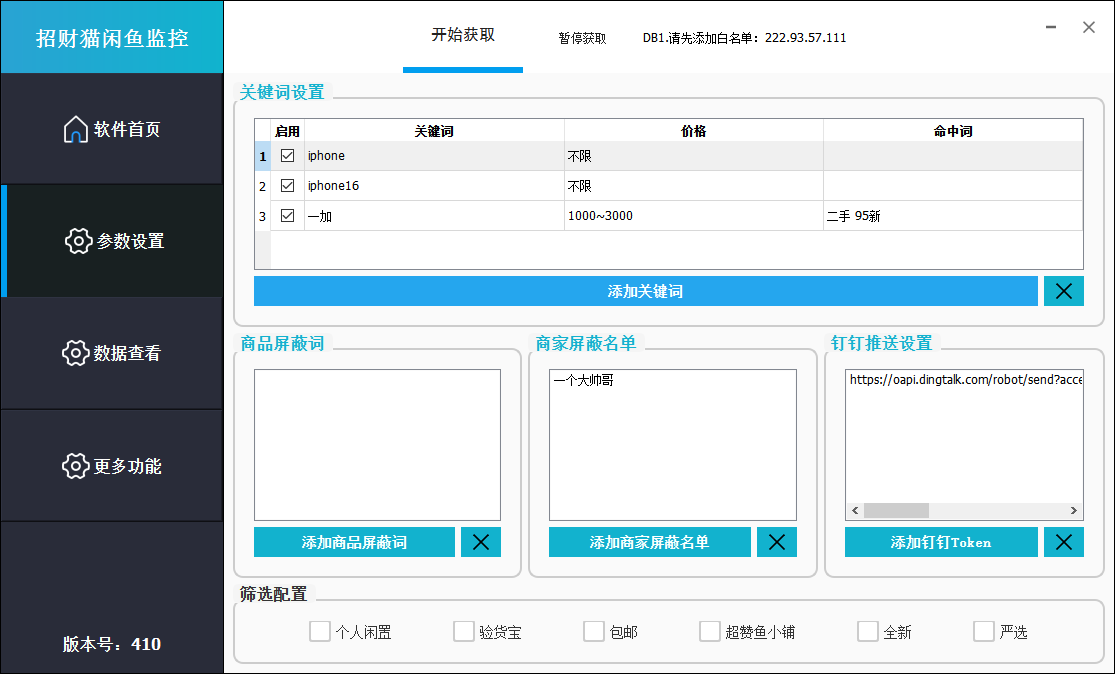 招财猫闲鱼监控
开始获取
暂停获取
DB1.请先添加白名单：222.93.57.111
软件首页
参数设置
数据查看
更多功能
版本号：410
关键词设置
启用 关键词 价格 命中词
1 iphone 不限
2 iphone16 不限
3 一加 1000~3000 二手 95新
添加关键词
商品屏蔽词
添加商品屏蔽词
商家屏蔽名单
一个大帅哥
添加商家屏蔽名单
钉钉推送设置
https://oapi.dingtalk.com/robot/send?acce
添加钉钉Token
筛选配置
个人闲置 验货宝 包邮 超赞鱼小铺 全新 严选